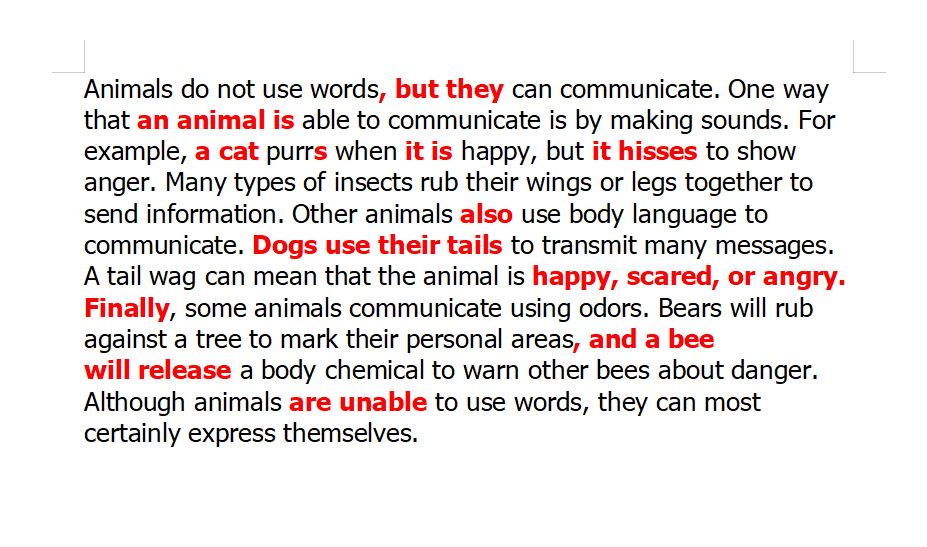 Animals do not use words, but they can communicate. One way
that an animal is able to communicate is by making sounds. For
example, a cat purrs when it is happy, but it hisses to show
anger. Many types of insects rub their wings or legs together to
send information. Other animals also use body language to
communicate. Dogs use their tails to transmit many messages.
A tail wag can mean that the animal is happy, scared, or angry.
Finally, some animals communicate using odors. Bears will rub
against a tree to mark their personal areas, and a bee
will release a body chemical to warn other bees about danger.
Although animals are unable to use words, they can most
certainly express themselves.